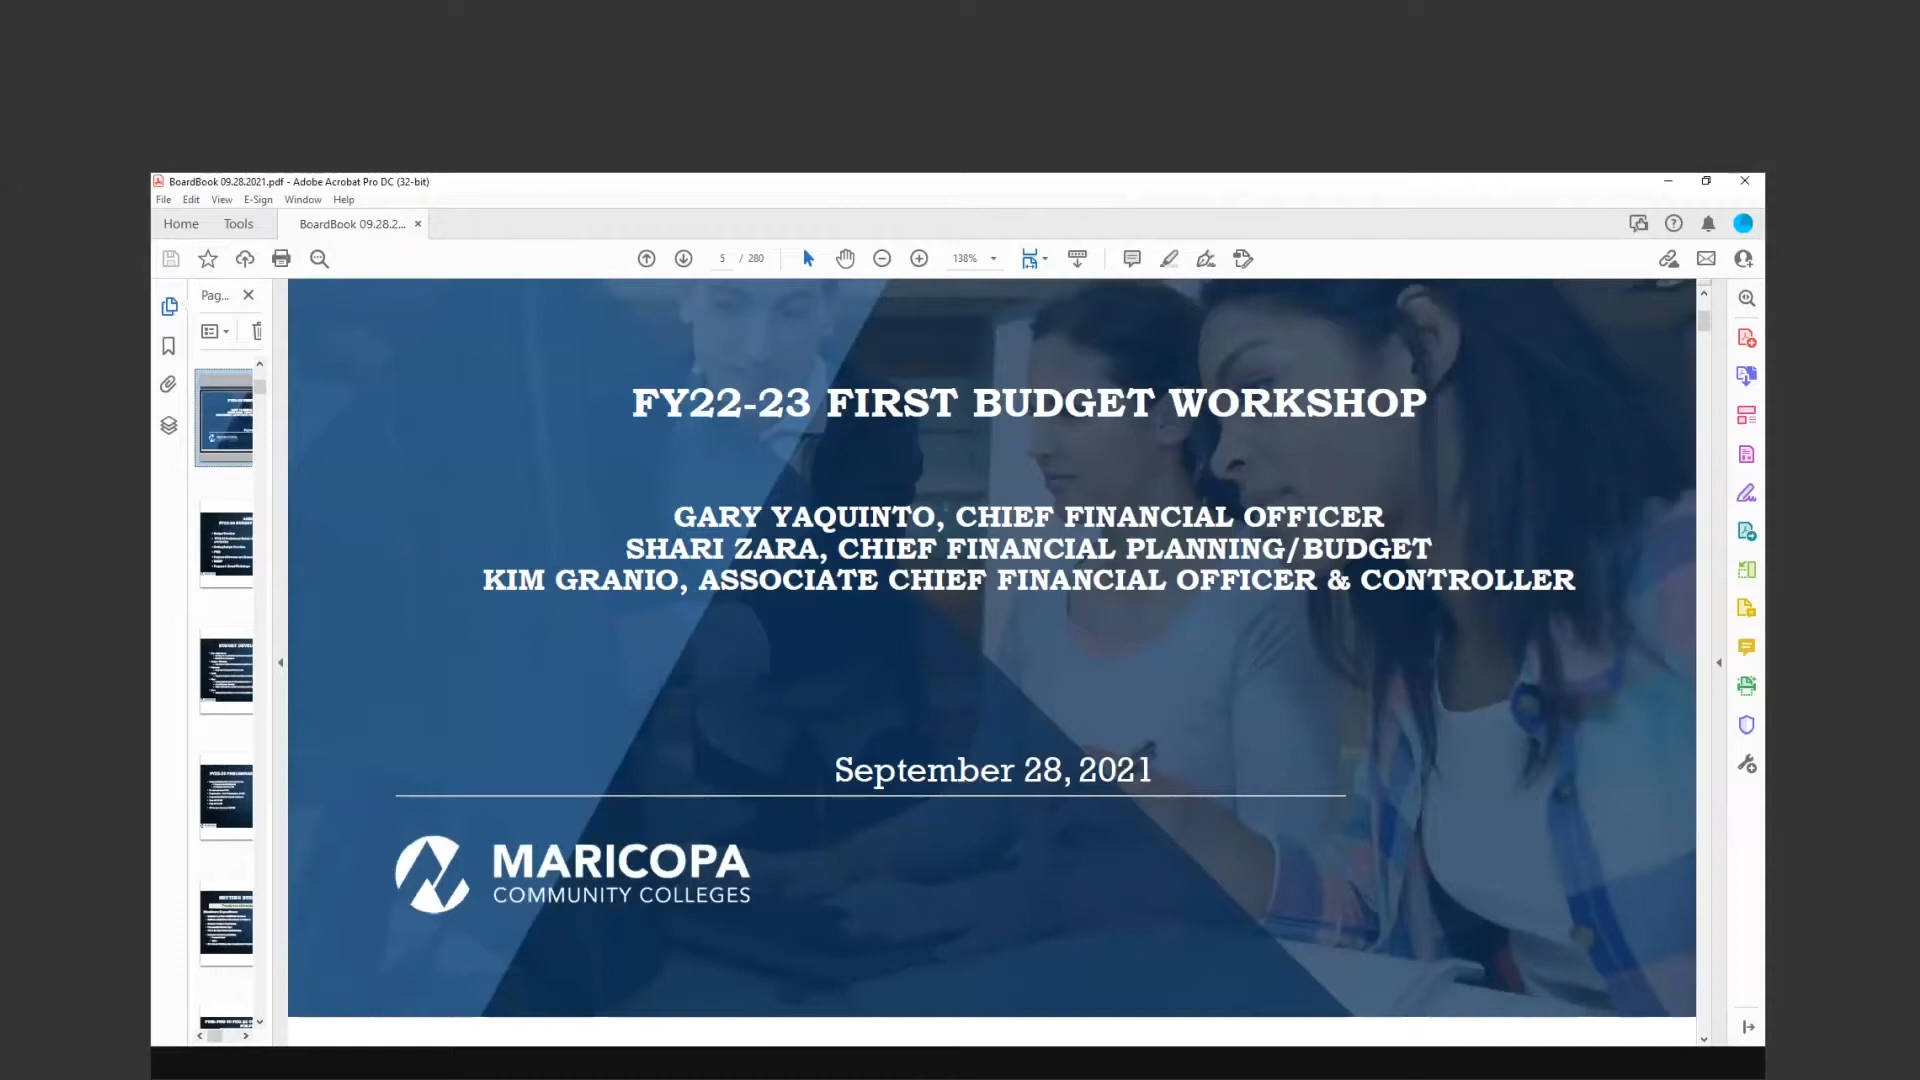 BoardBook 09.28.2021.pdf - Adobe Acrobat Pro DC (32-bit)
File Edit View E-Sign Window Help
Home Tools BoardBook 09.28.2...
5 / 280 138%
Pag...
FY22-23 FIRST BUDGET WORKSHOP
GARY YAQUINTO, CHIEF FINANCIAL OFFICER
SHARI ZARA, CHIEF FINANCIAL PLANNING/BUDGET
KIM GRANIO, ASSOCIATE CHIEF FINANCIAL OFFICER & CONTROLLER
September 28, 2021
MARICOPA
COMMUNITY COLLEGES